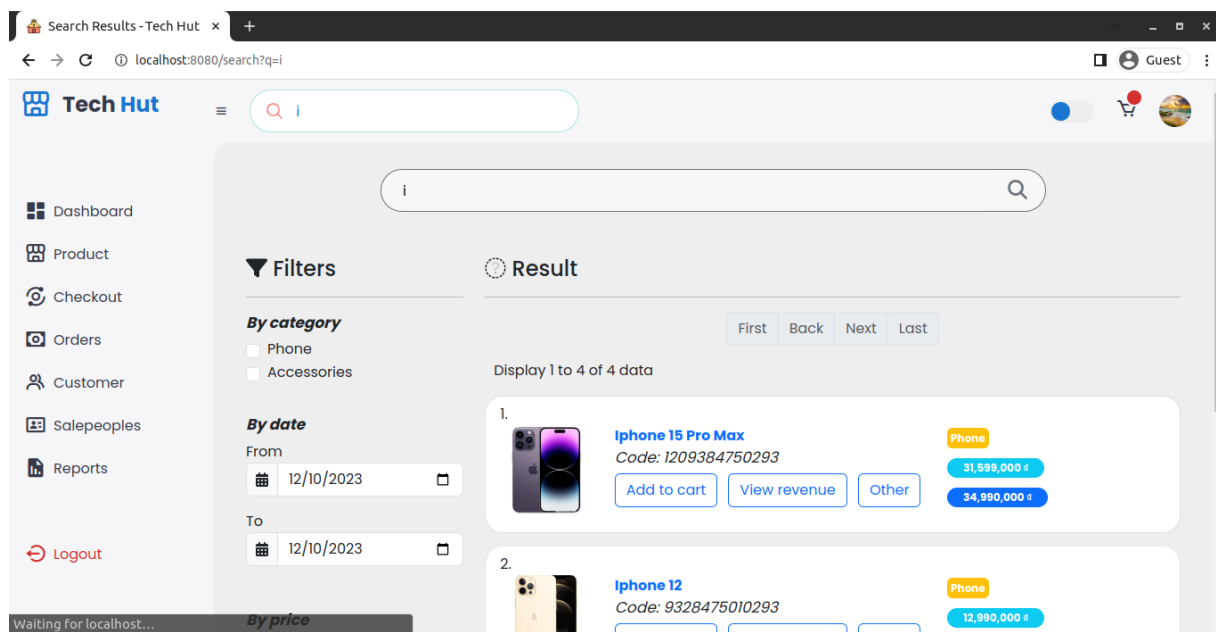 Search Results - Tech Hut
localhost:8080/search?q=i
Guest
Tech Hut
i
i
Dashboard
Product
Checkout
Orders
Customer
Salepeoples
Reports
Logout
Filters
By category
Phone
Accessories
By date
From
12/10/2023
To
12/10/2023
By price
Result
First Back Next Last
Display 1 to 4 of 4 data
1.
Iphone 15 Pro Max
Code: 1209384750293
Add to cart View revenue Other
Phone
31,599,000 ₫
34,990,000 ₫
2.
Iphone 12
Code: 9328475010293
Phone
12,990,000 ₫
Waiting for localhost...